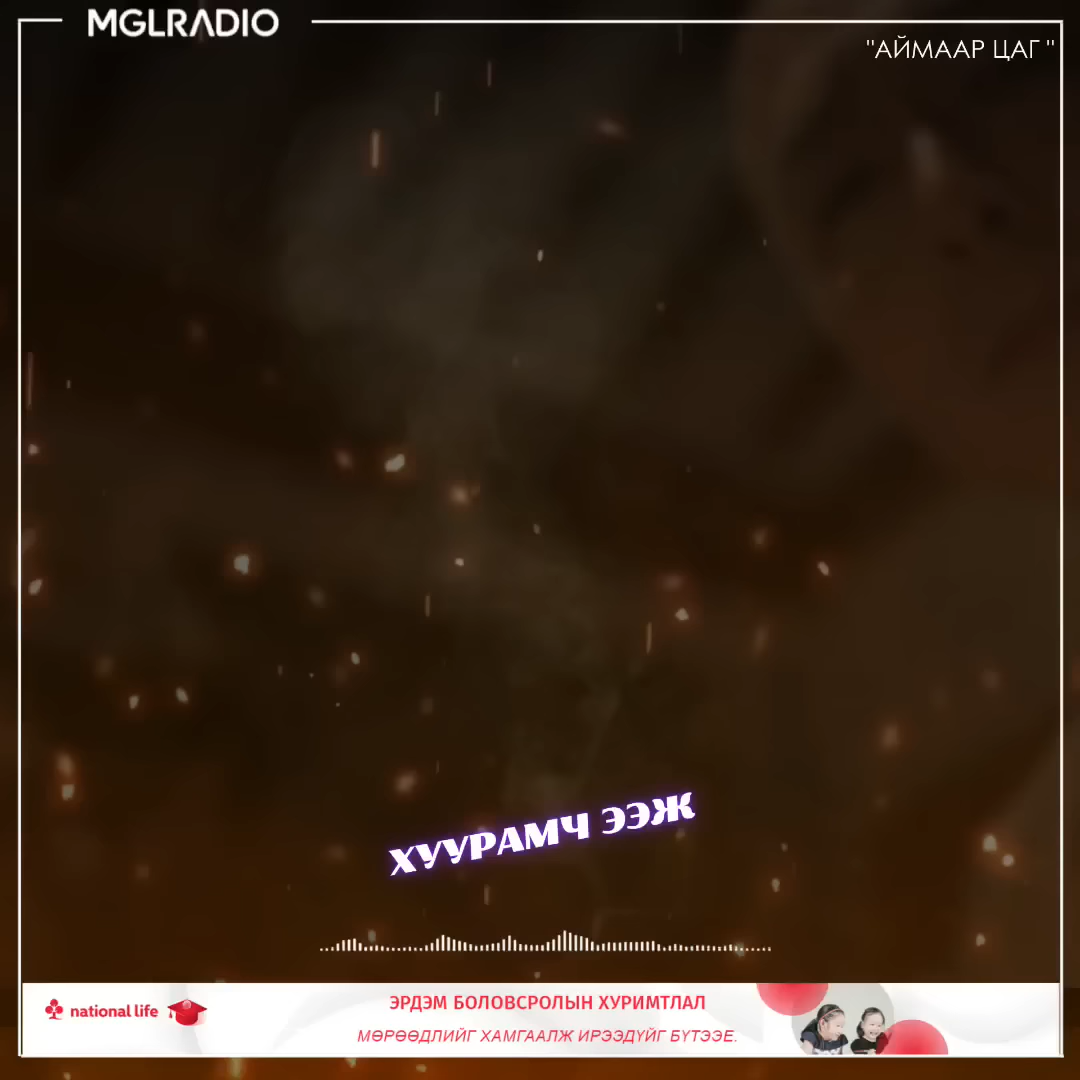 MGLRADIO
"АЙМААР ЦАГ "
ХУУРАМЧ ЭЭЖ
national life
ЭРДЭМ БОЛОВСРОЛЫН ХУРИМТЛАЛ
МӨРӨӨДЛИЙГ ХАМГААЛЖ ИРЭЭДҮЙГ БҮТЭЭЕ.